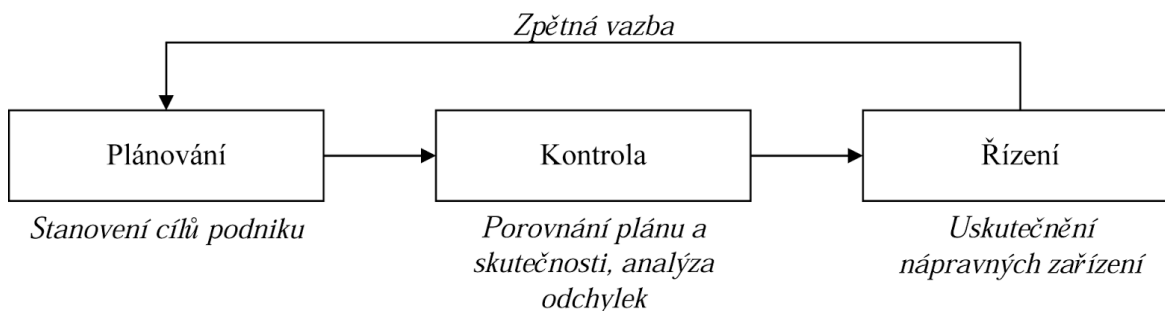 Zpětná vazba
Plánování
Kontrola
Řízení
Stanovení cílů podniku
Porovnání plánu a
skutečnosti, analýza
odchylek
Uskutečnění
nápravných zařízení